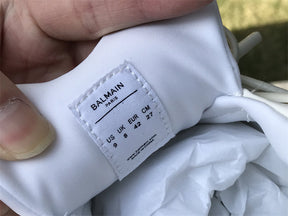 BALMAIN
PARIS
US UK EUR CM
9 8 42 27